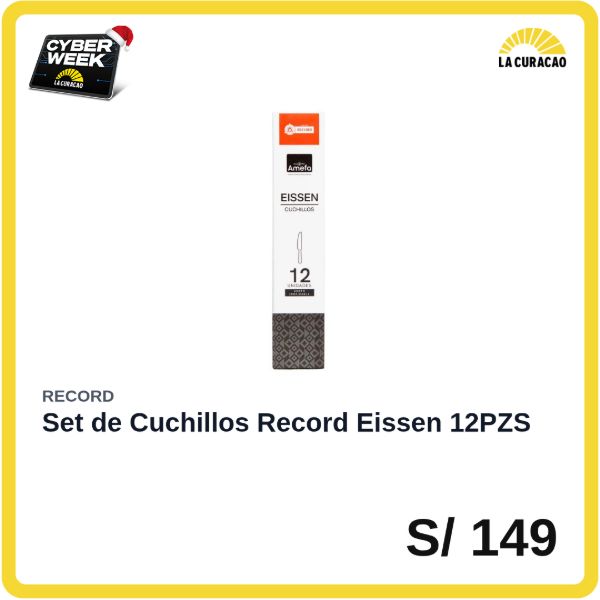 CYBER
WEEK
LA CURACAO
LA CURACAO
RECORD
Amefa
EISSEN
CUCHILLOS
12
UNIDADES
RECORD
Set de Cuchillos Record Eissen 12PZS
S/ 149